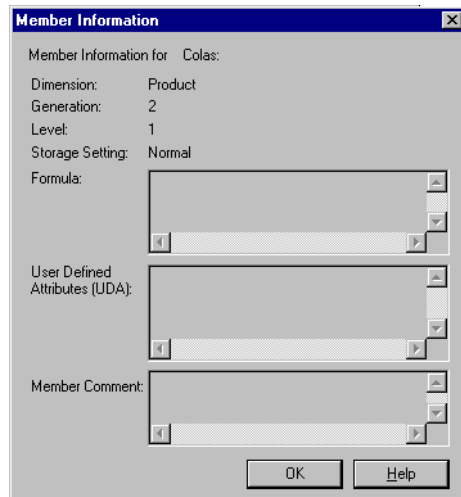 Member Information
Member Information for Colas:
Dimension: Product
Generation: 2
Level: 1
Storage Setting: Normal
Formula:
User Defined
Attributes (UDA):
Member Comment:
OK Help